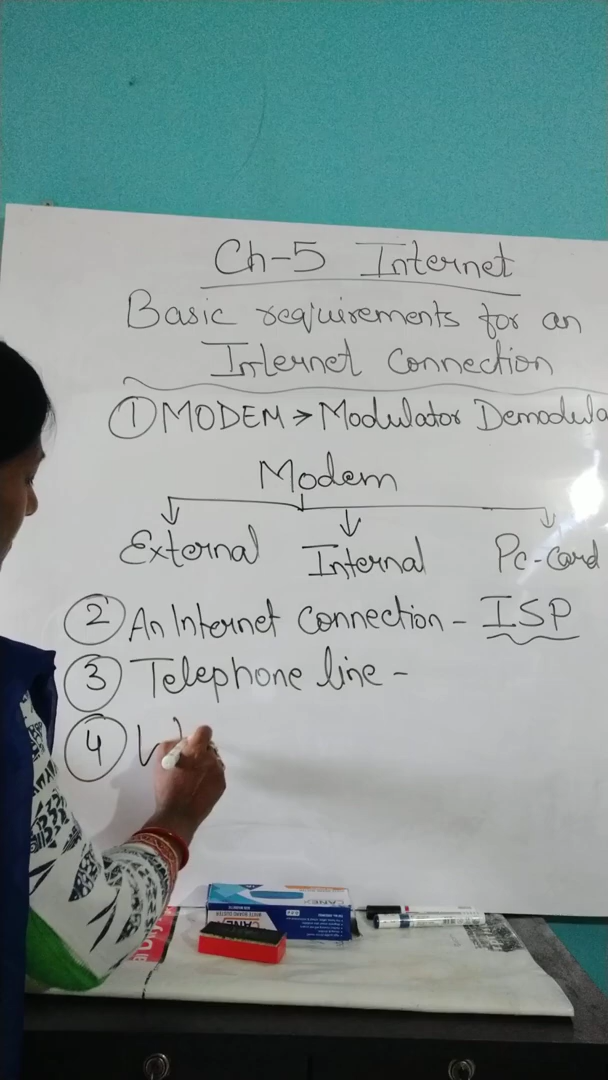 Ch-5 Internet
Basic requirements for an
Internet Connection
① MODEM > Modulator Demodula
Modem
External Internal Pc-Card
② An Internet Connection - ISP
③ Telephone line -
④
CANEX